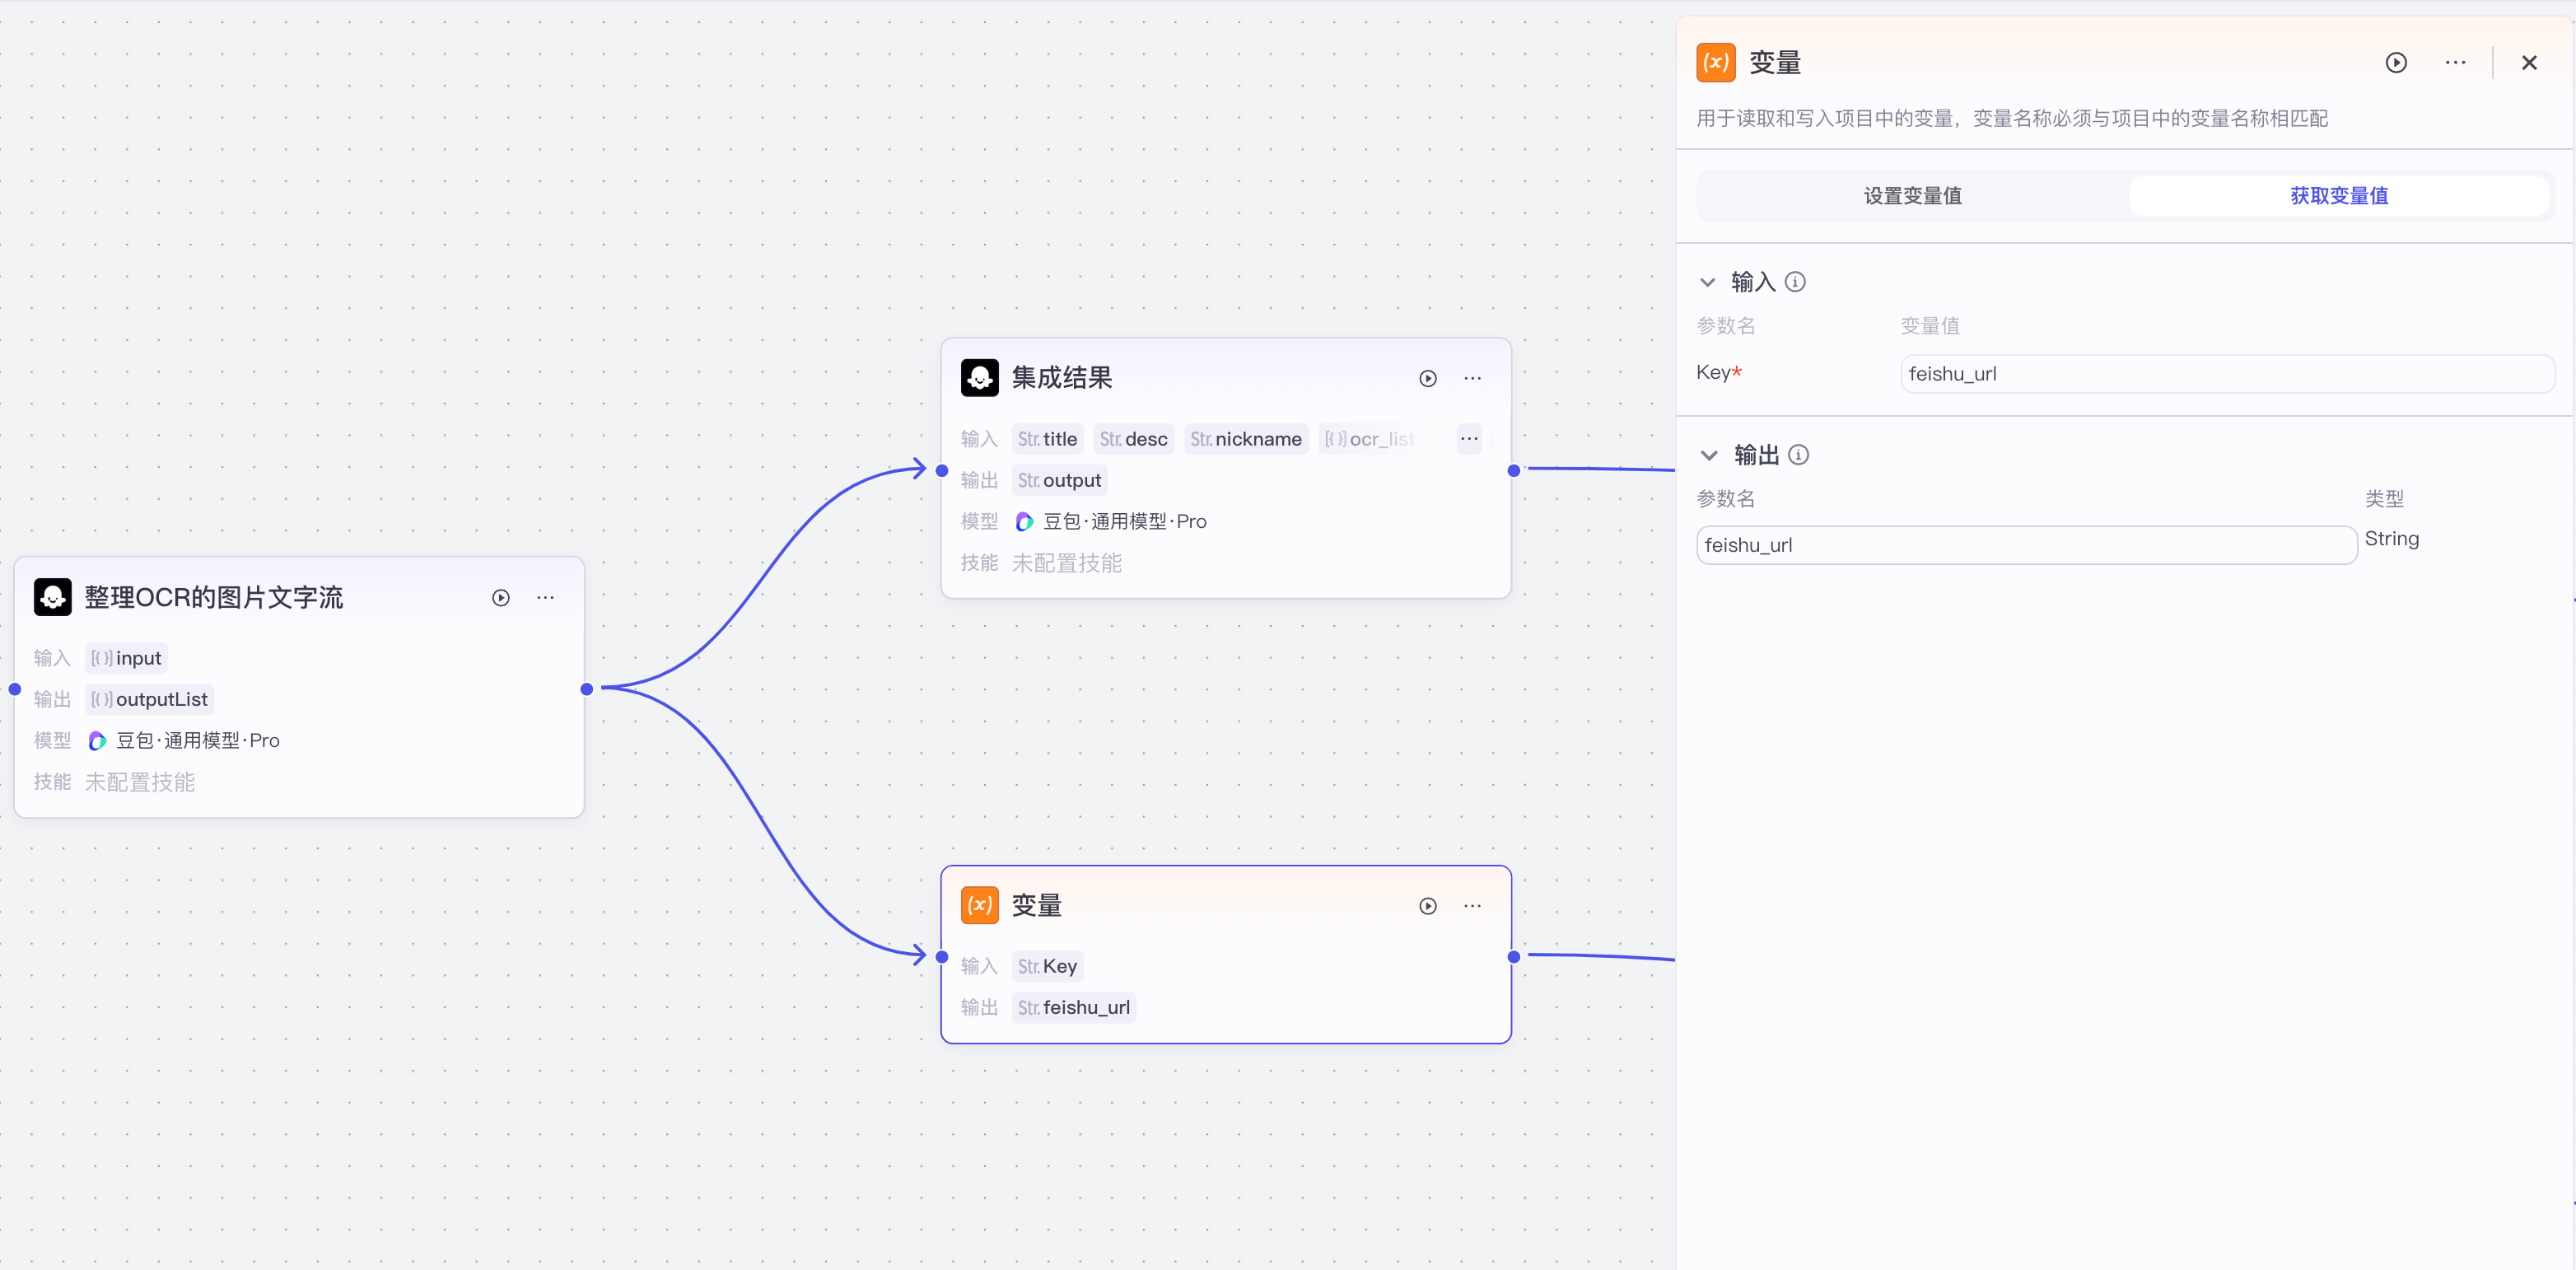 整理OCR的图片文字流
输入 [{}] input
输出 [{}] outputList
模型 豆包·通用模型·Pro
技能 未配置技能
集成结果
输入 Str. title Str. desc Str. nickname [{}] ocr_list
输出 Str. output
模型 豆包·通用模型·Pro
技能 未配置技能
(x) 变量
输入 Str. Key
输出 Str. feishu_url
(x) 变量
用于读取和写入项目中的变量，变量名称必须与项目中的变量名称相匹配
设置变量值 获取变量值
输入
参数名 变量值
Key* feishu_url
输出
参数名 类型
feishu_url String